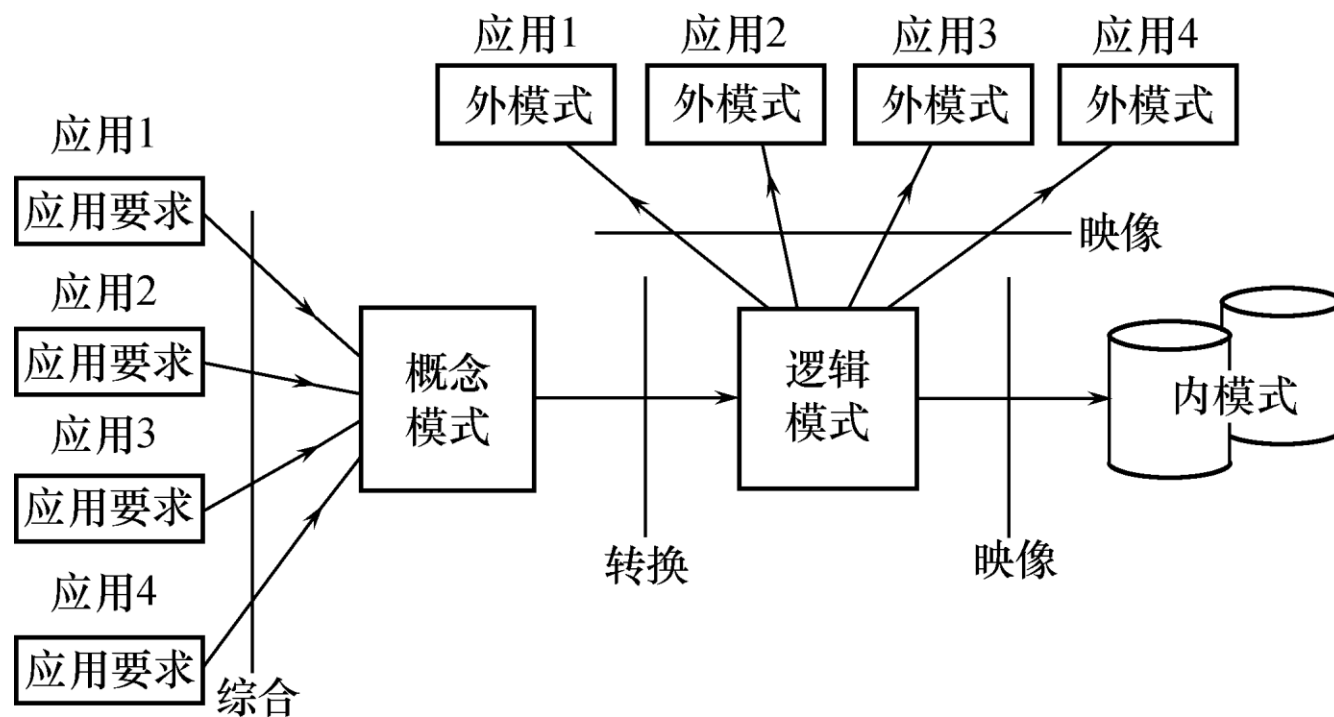 应用1
应用2
应用3
应用4
外模式
外模式
外模式
外模式
映像
应用1
应用要求
应用2
应用要求
应用3
应用要求
应用4
应用要求
综合
概念
模式
转换
逻辑
模式
映像
内模式